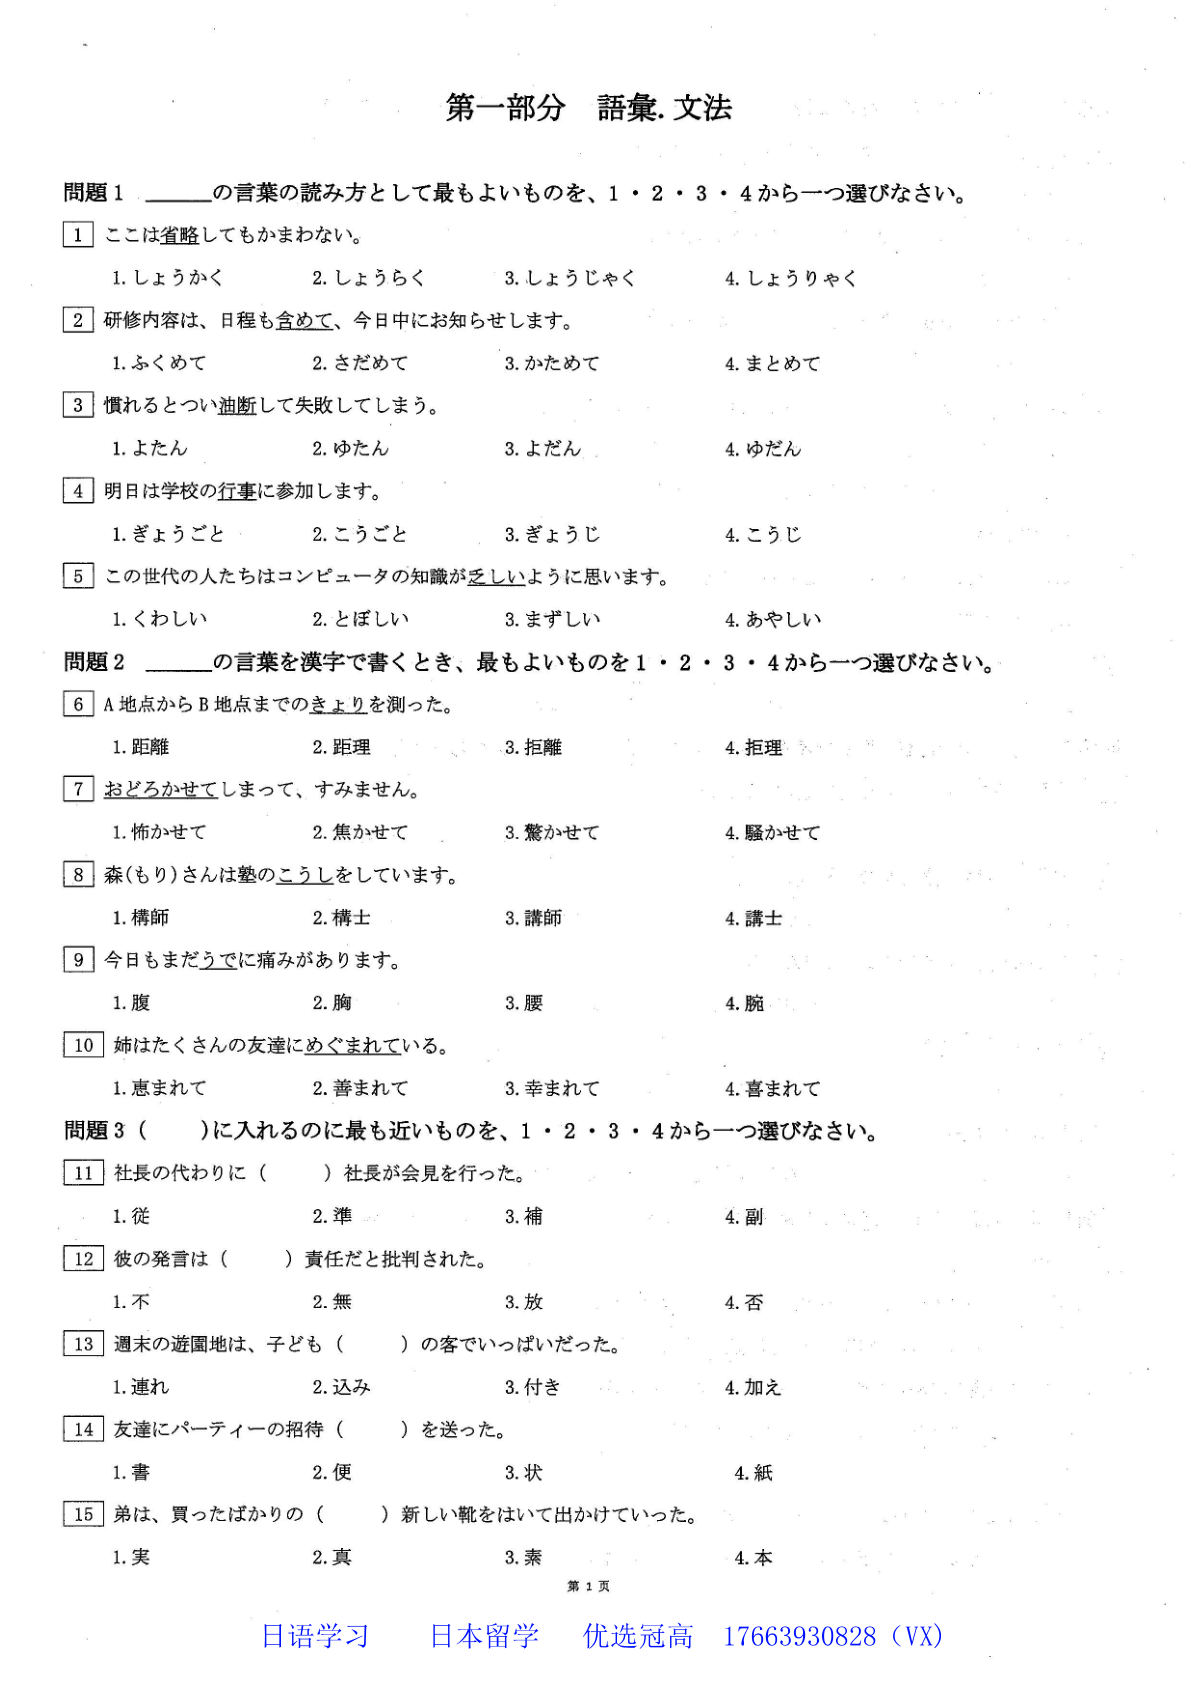 第一部分　語彙.文法
問題1　＿＿＿の言葉の読み方として最もよいものを、1・2・3・4から一つ選びなさい。
1 ここは省略してもかまわない。
1.しょうかく　2.しょうらく　3.しょうじゃく　4.しょうりゃく
2 研修内容は、日程も含めて、今日中にお知らせします。
1.ふくめて　2.さだめて　3.かためて　4.まとめて
3 慣れるとつい油断して失敗してしまう。
1.よたん　2.ゆたん　3.よだん　4.ゆだん
4 明日は学校の行事に参加します。
1.ぎょうごと　2.こうごと　3.ぎょうじ　4.こうじ
5 この世代の人たちはコンピュータの知識が乏しいように思います。
1.くわしい　2.とぼしい　3.まずしい　4.あやしい
問題2　＿＿＿の言葉を漢字で書くとき、最もよいものを1・2・3・4から一つ選びなさい。
6 A地点からB地点までのきょりを測った。
1.距離　2.距理　3.拒離　4.拒理
7 おどろかせてしまって、すみません。
1.怖かせて　2.焦かせて　3.驚かせて　4.騒かせて
8 森(もり)さんは塾のこうしをしています。
1.構師　2.構士　3.講師　4.講士
9 今日もまだうでに痛みがあります。
1.腹　2.胸　3.腰　4.腕
10 姉はたくさんの友達にめぐまれている。
1.恵まれて　2.善まれて　3.幸まれて　4.喜まれて
問題3（　　）に入れるのに最も近いものを、1・2・3・4から一つ選びなさい。
11 社長の代わりに（　　）社長が会見を行った。
1.従　2.準　3.補　4.副
12 彼の発言は（　　）責任だと批判された。
1.不　2.無　3.放　4.否
13 週末の遊園地は、子ども（　　）の客でいっぱいだった。
1.連れ　2.込み　3.付き　4.加え
14 友達にパーティーの招待（　　）を送った。
1.書　2.便　3.状　4.紙
15 弟は、買ったばかりの（　　）新しい靴をはいて出かけていった。
1.実　2.真　3.素　4.本
第 1 页
日语学习　日本留学　优选冠高　17663930828（VX)